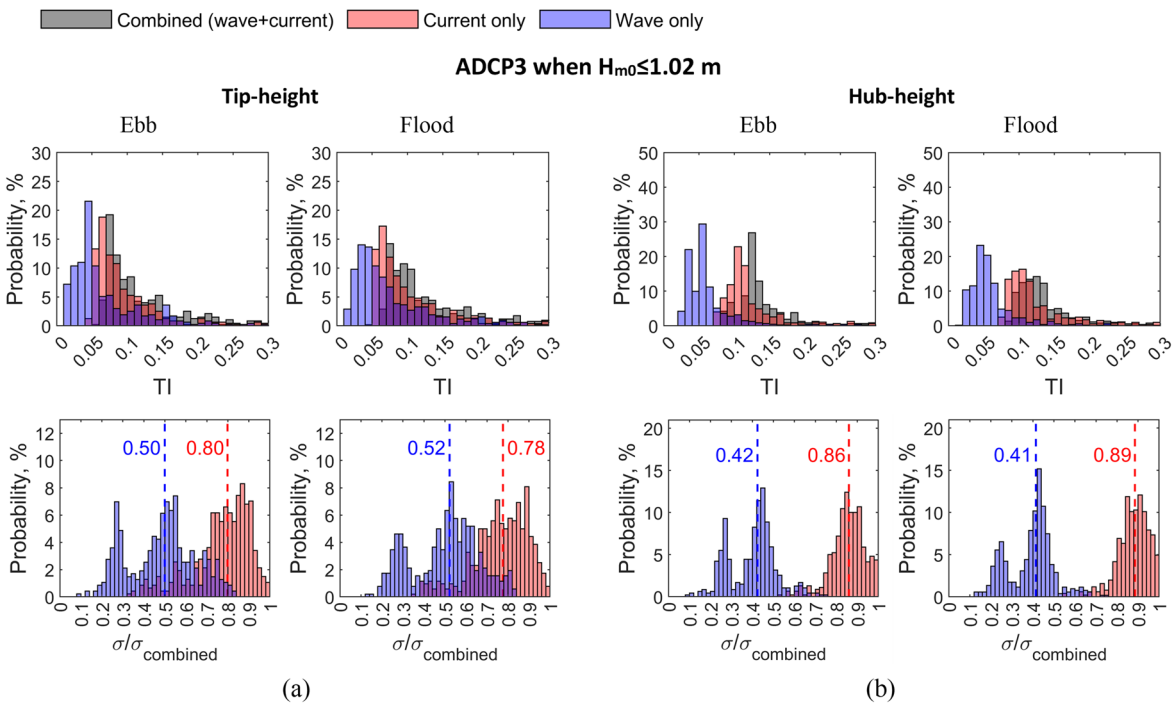 Combined (wave+current) Current only Wave only
ADCP3 when Hm0≤1.02 m
Tip-height Hub-height
Ebb Flood Ebb Flood
Probability, %
30
25
20
15
10
5
0
0 0.05 0.1 0.15 0.2 0.25 0.3
TI
Probability, %
30
25
20
15
10
5
0
0 0.05 0.1 0.15 0.2 0.25 0.3
Probability, %
50
40
30
20
10
0
0 0.05 0.1 0.15 0.2 0.25 0.3
TI
Probability, %
50
40
30
20
10
0
0 0.05 0.1 0.15 0.2 0.25 0.3
TI
TI
Probability, %
12
10
8
6
4
2
0
0.50 0.80
0 0.1 0.2 0.3 0.4 0.5 0.6 0.7 0.8 0.9 1
σ/σcombined
Probability, %
12
10
8
6
4
2
0
0.52 0.78
0 0.1 0.2 0.3 0.4 0.5 0.6 0.7 0.8 0.9 1
σ/σcombined
Probability, %
20
15
10
5
0
0.42 0.86
0 0.1 0.2 0.3 0.4 0.5 0.6 0.7 0.8 0.9 1
σ/σcombined
Probability, %
20
15
10
5
0
0.41 0.89
0 0.1 0.2 0.3 0.4 0.5 0.6 0.7 0.8 0.9 1
σ/σcombined
(a) (b)